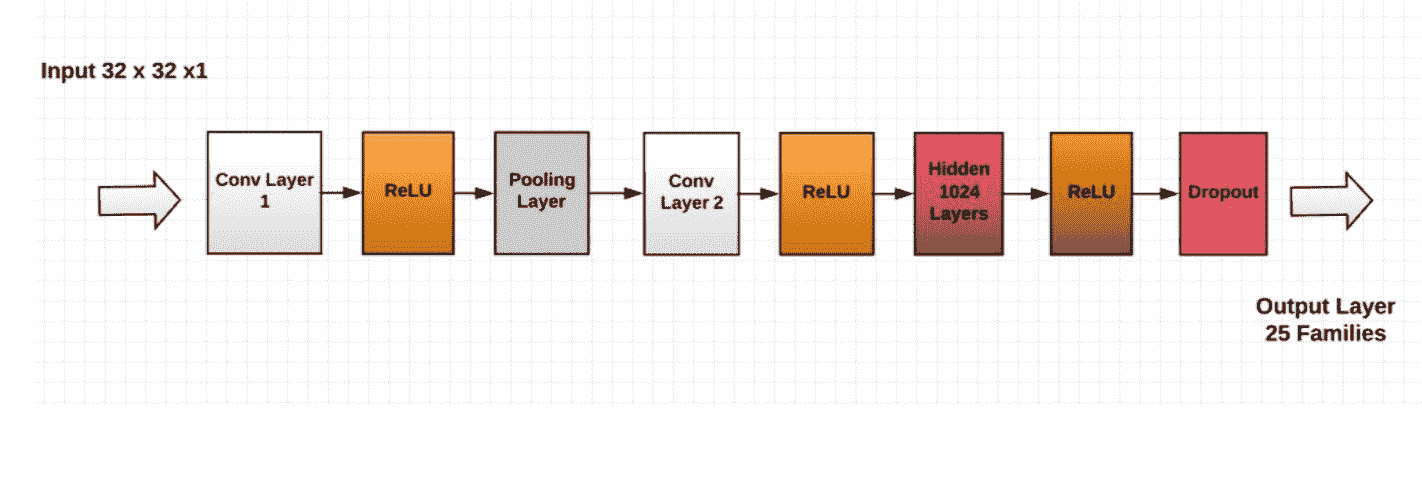 Input 32 x 32 x1
Conv Layer
1
ReLU
Pooling
Layer
Conv
Layer 2
ReLU
Hidden
1024
Layers
ReLU
Dropout
Output Layer
25 Families